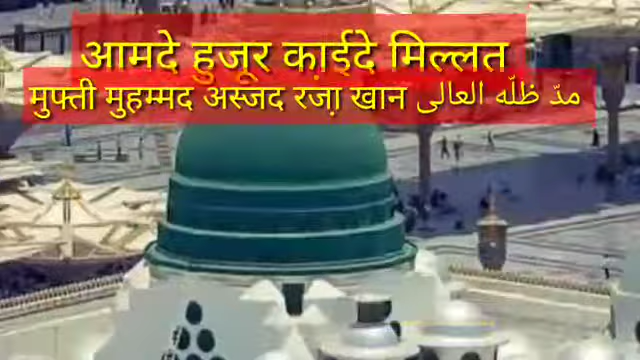 आमदे हुजूर क़ाईदे मिल्लत
मुफ्ती मुहम्मद अस्जद रज़ा खान مدّ ظلّه العالی